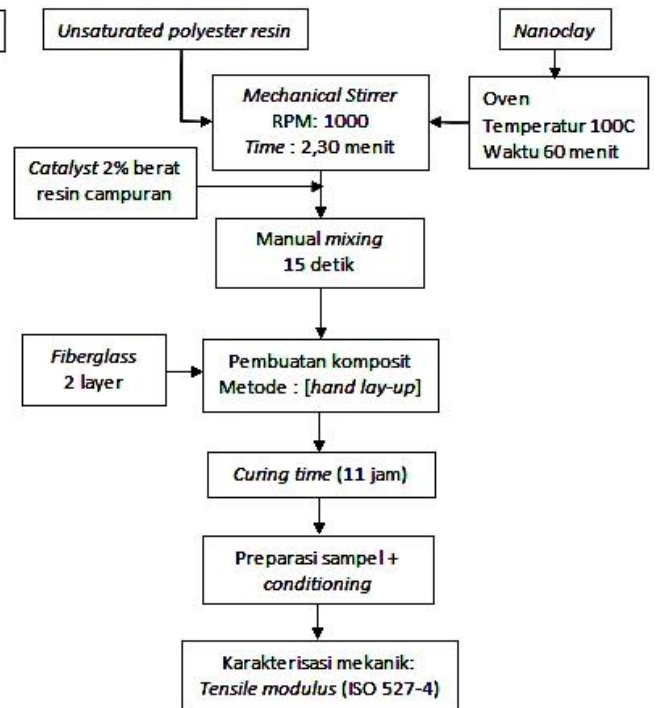 Unsaturated polyester resin
Nanoclay
Mechanical Stirrer
RPM: 1000
Time : 2,30 menit
Oven
Temperatur 100C
Waktu 60 menit
Catalyst 2% berat
resin campuran
Manual mixing
15 detik
Fiberglass
2 layer
Pembuatan komposit
Metode : [hand lay-up]
Curing time (11 jam)
Preparasi sampel +
conditioning
Karakterisasi mekanik:
Tensile modulus (ISO 527-4)